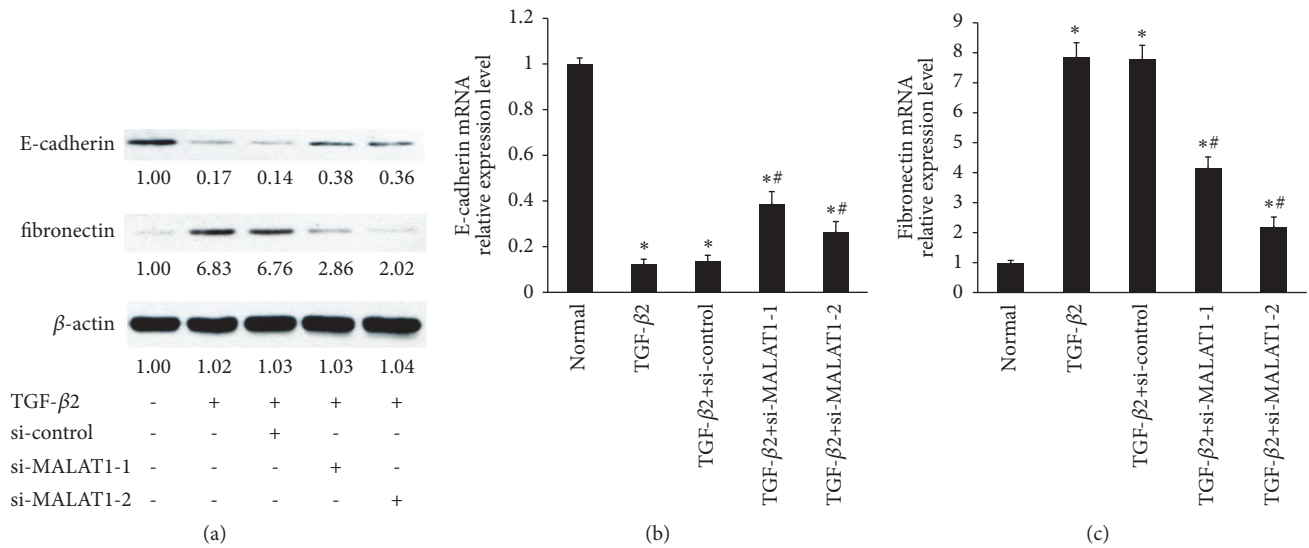 E-cadherin
1.00 0.17 0.14 0.38 0.36
fibronectin
1.00 6.83 6.76 2.86 2.02
β-actin
1.00 1.02 1.03 1.03 1.04
TGF-β2 - + + + +
si-control - - + - -
si-MALAT1-1 - - - + -
si-MALAT1-2 - - - - +
(a)
E-cadherin mRNA
relative expression level
1.2
1
0.8
0.6
0.4
0.2
0
* * *# *#
Normal
TGF-β2
TGF-β2+si-control
TGF-β2+si-MALAT1-1
TGF-β2+si-MALAT1-2
(b)
Fibronectin mRNA
relative expression level
9
8
7
6
5
4
3
2
1
0
* * *# *#
Normal
TGF-β2
TGF-β2+si-control
TGF-β2+si-MALAT1-1
TGF-β2+si-MALAT1-2
(c)